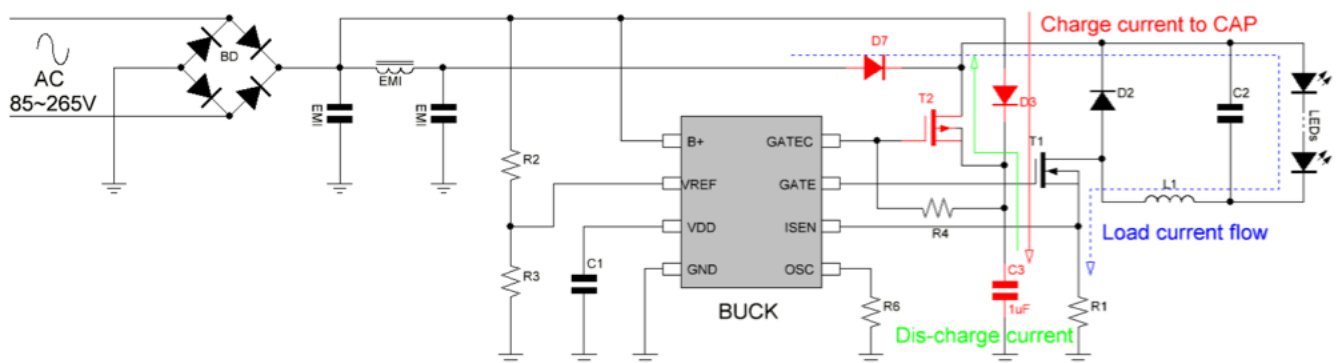 Charge current to CAP
D7
BD
AC
85~265V
EMI
EMI
EMI
T2
D3
D2
C2
LEDs
B+
GATEC
T1
R2
VREF
GATE
L1
VDD
ISEN
R4
Load current flow
R3
C1
GND
OSC
C3
1uF
R6
R1
BUCK
Dis-charge current